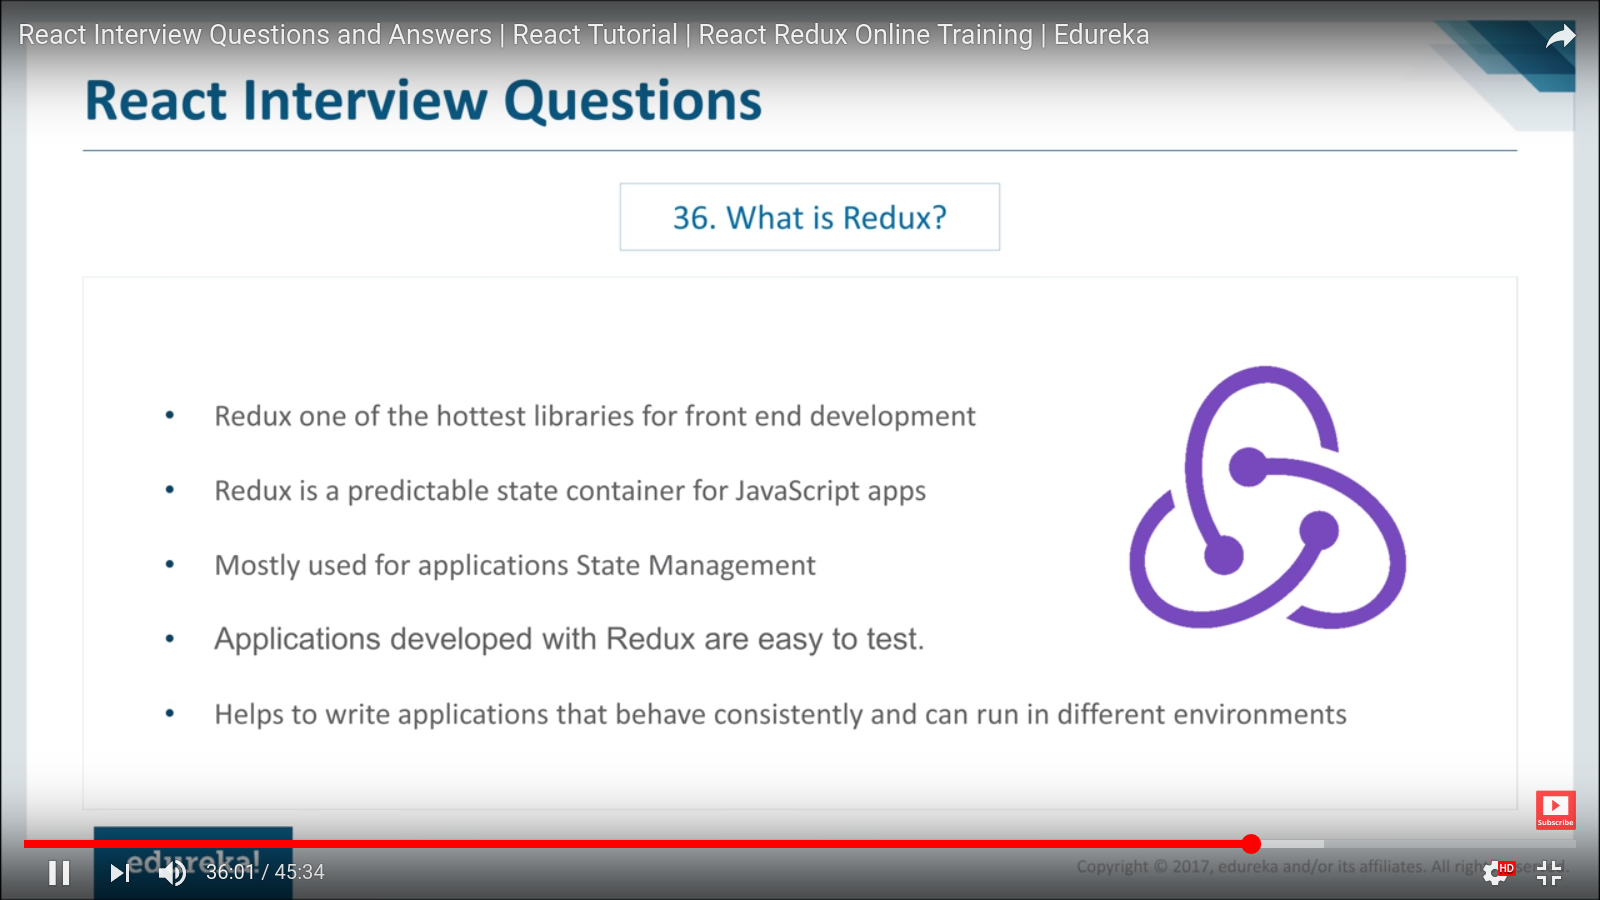 React Interview Questions and Answers | React Tutorial | React Redux Online Training | Edureka
React Interview Questions
36. What is Redux?
• Redux one of the hottest libraries for front end development
• Redux is a predictable state container for JavaScript apps
• Mostly used for applications State Management
• Applications developed with Redux are easy to test.
• Helps to write applications that behave consistently and can run in different environments
Subscribe
edureka!
36:01 / 45:34
Copyright © 2017, edureka and/or its affiliates. All
HD